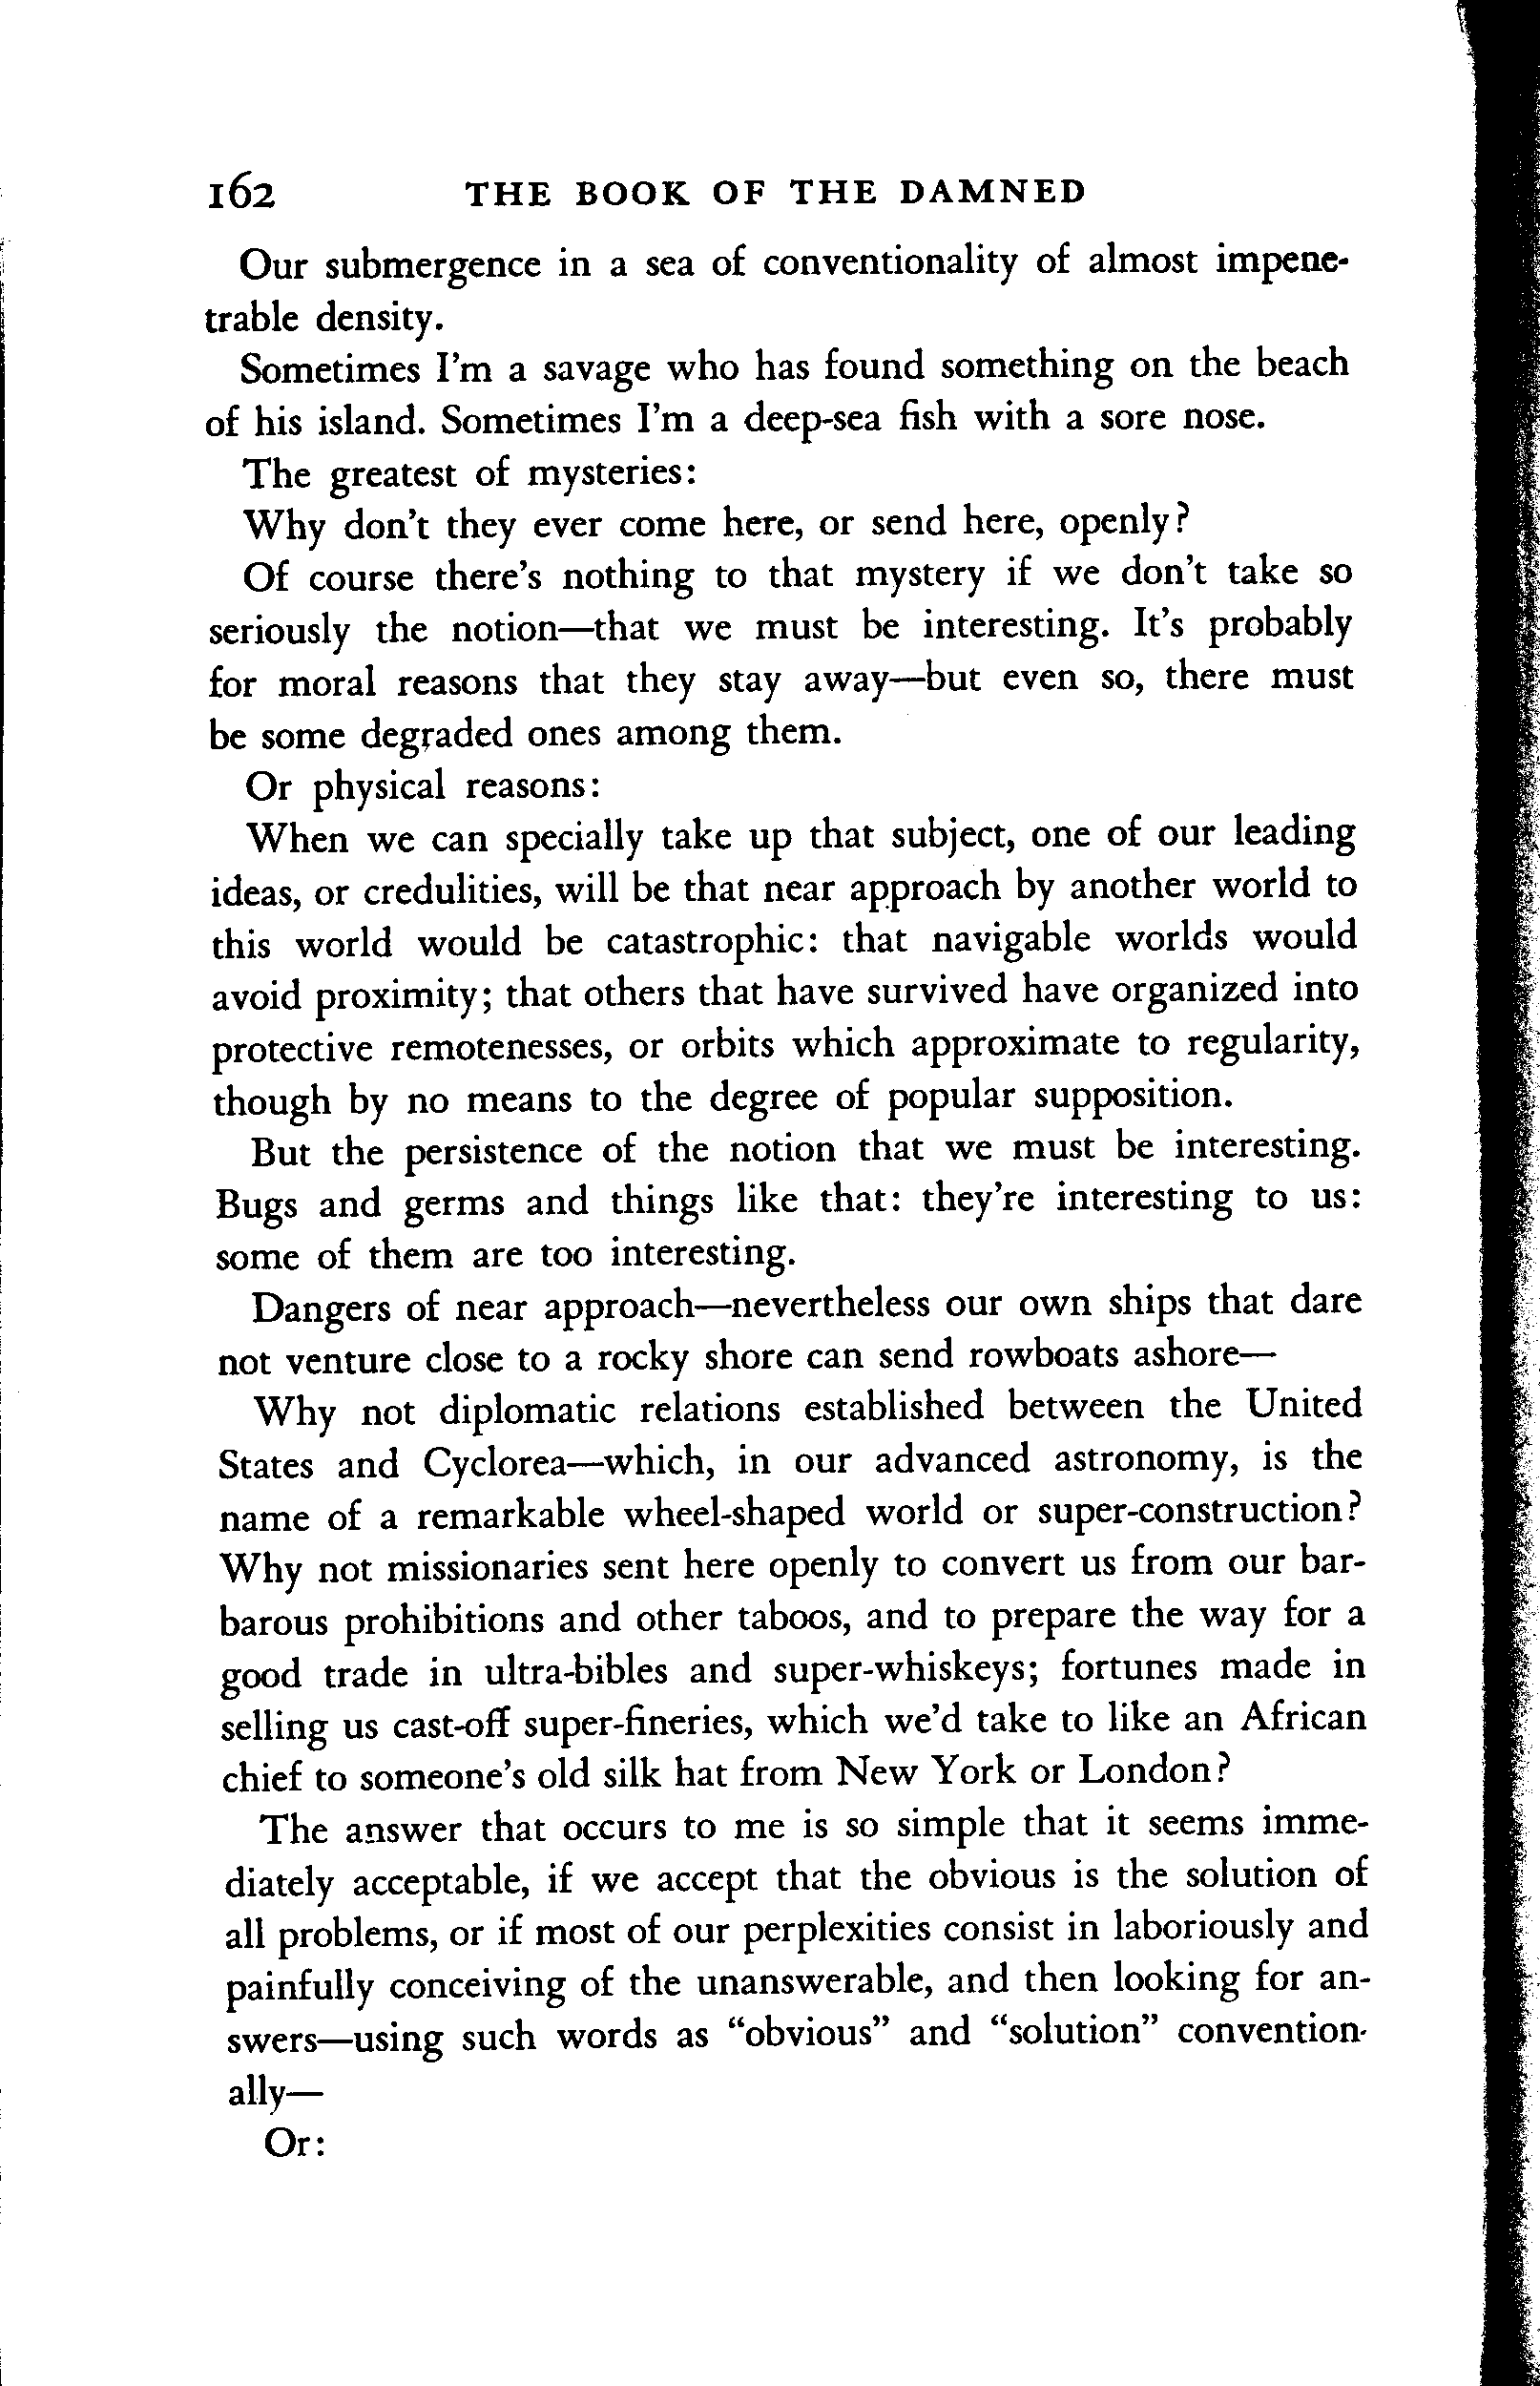 162 THE BOOK OF THE DAMNED
Our submergence in a sea of conventionality of almost impene-
trable density.
Sometimes I'm a savage who has found something on the beach
of his island. Sometimes I'm a deep-sea fish with a sore nose.
The greatest of mysteries:
Why don't they ever come here, or send here, openly?
Of course there's nothing to that mystery if we don't take so
seriously the notion—that we must be interesting. It's probably
for moral reasons that they stay away—but even so, there must
be some degraded ones among them.
Or physical reasons:
When we can specially take up that subject, one of our leading
ideas, or credulities, will be that near approach by another world to
this world would be catastrophic: that navigable worlds would
avoid proximity; that others that have survived have organized into
protective remotenesses, or orbits which approximate to regularity,
though by no means to the degree of popular supposition.
But the persistence of the notion that we must be interesting.
Bugs and germs and things like that: they're interesting to us:
some of them are too interesting.
Dangers of near approach—nevertheless our own ships that dare
not venture close to a rocky shore can send rowboats ashore—
Why not diplomatic relations established between the United
States and Cyclorea—which, in our advanced astronomy, is the
name of a remarkable wheel-shaped world or super-construction?
Why not missionaries sent here openly to convert us from our bar-
barous prohibitions and other taboos, and to prepare the way for a
good trade in ultra-bibles and super-whiskeys; fortunes made in
selling us cast-off super-fineries, which we'd take to like an African
chief to someone's old silk hat from New York or London?
The answer that occurs to me is so simple that it seems imme-
diately acceptable, if we accept that the obvious is the solution of
all problems, or if most of our perplexities consist in laboriously and
painfully conceiving of the unanswerable, and then looking for an-
swers—using such words as "obvious" and "solution" convention-
ally—
Or: